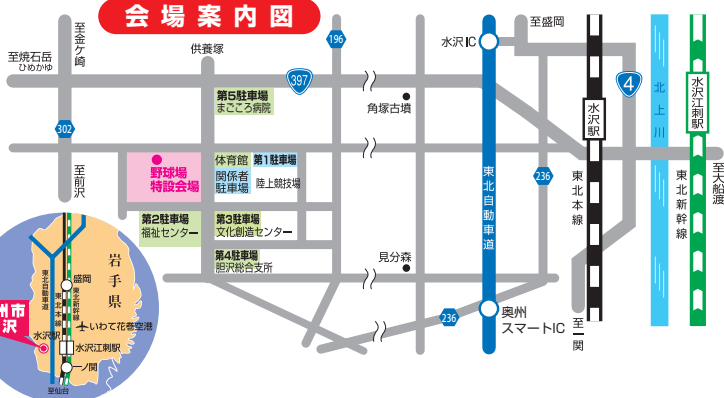 会場案内図
至盛岡
至金ケ崎
196
水沢IC
供養塚
至焼石岳
ひめかゆ
397
4
第5駐車場
まごころ病院
角塚古墳
北上川
水沢江刺駅
水沢駅
302
体育館
第1駐車場
野球場
特設会場
関係者
駐車場
陸上競技場
至前沢
東北自動車道
236
東北本線
東北新幹線
至大船渡
第2駐車場
福祉センター
第3駐車場
文化創造センター
第4駐車場
胆沢総合支所
見分森
奥州
スマートIC
236
至一関
岩手県
盛岡
東北自動車道
東北本線
東北新幹線
いわて花巻空港
州市
沢
水沢駅
水沢江刺駅
一ノ関
至仙台